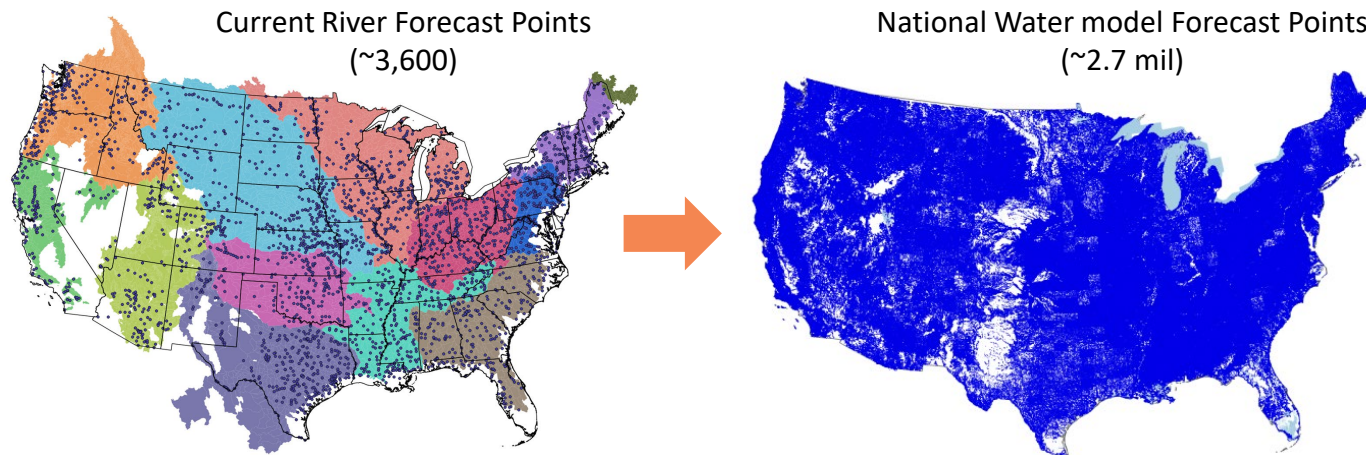 Current River Forecast Points
(~3,600)
National Water model Forecast Points
(~2.7 mil)